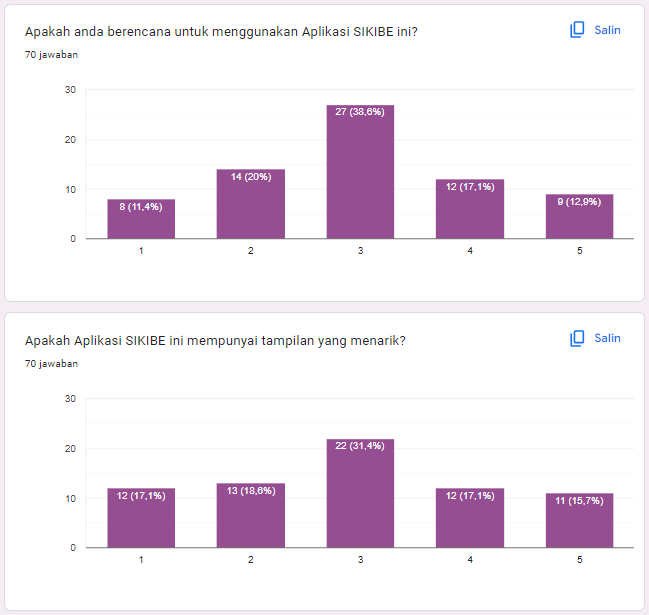 Apakah anda berencana untuk menggunakan Aplikasi SIKIBE ini?
Salin
70 jawaban
30
20
10
0
8 (11,4%)
14 (20%)
27 (38,6%)
12 (17,1%)
9 (12,9%)
1 2 3 4 5
Apakah Aplikasi SIKIBE ini mempunyai tampilan yang menarik?
Salin
70 jawaban
30
20
10
0
12 (17,1%)
13 (18,6%)
22 (31,4%)
12 (17,1%)
11 (15,7%)
1 2 3 4 5